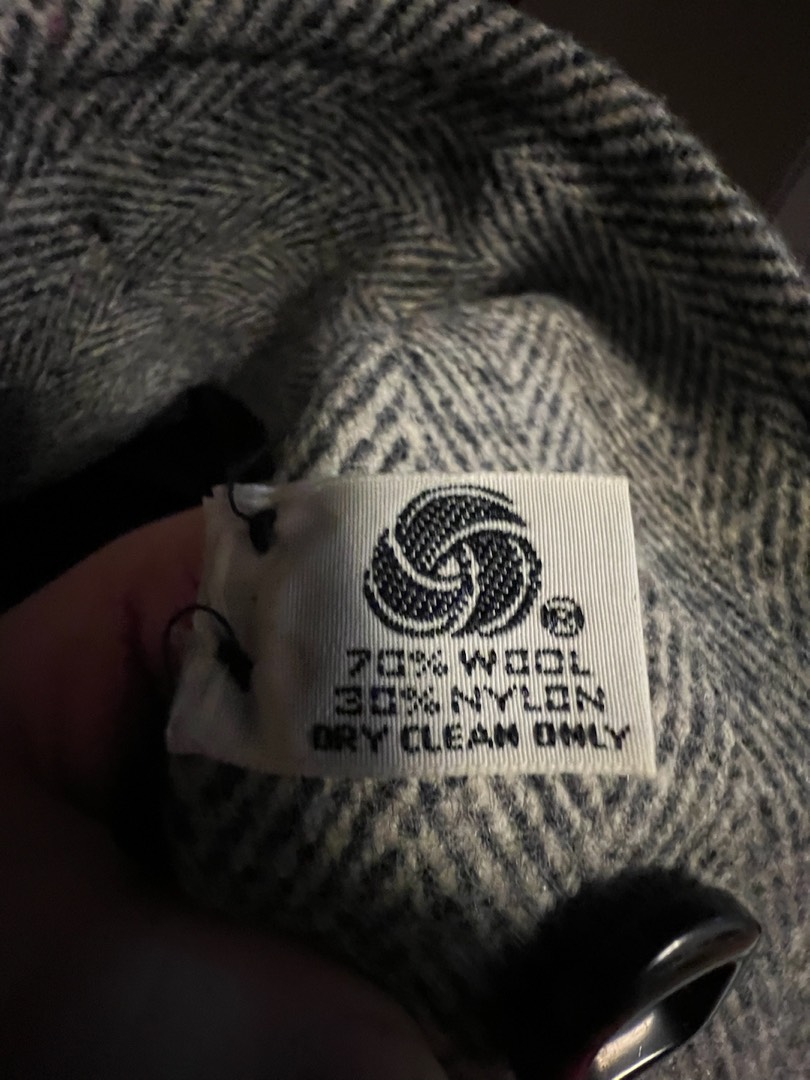 ®
70% WOOL
30% NYLON
DRY CLEAN ONLY